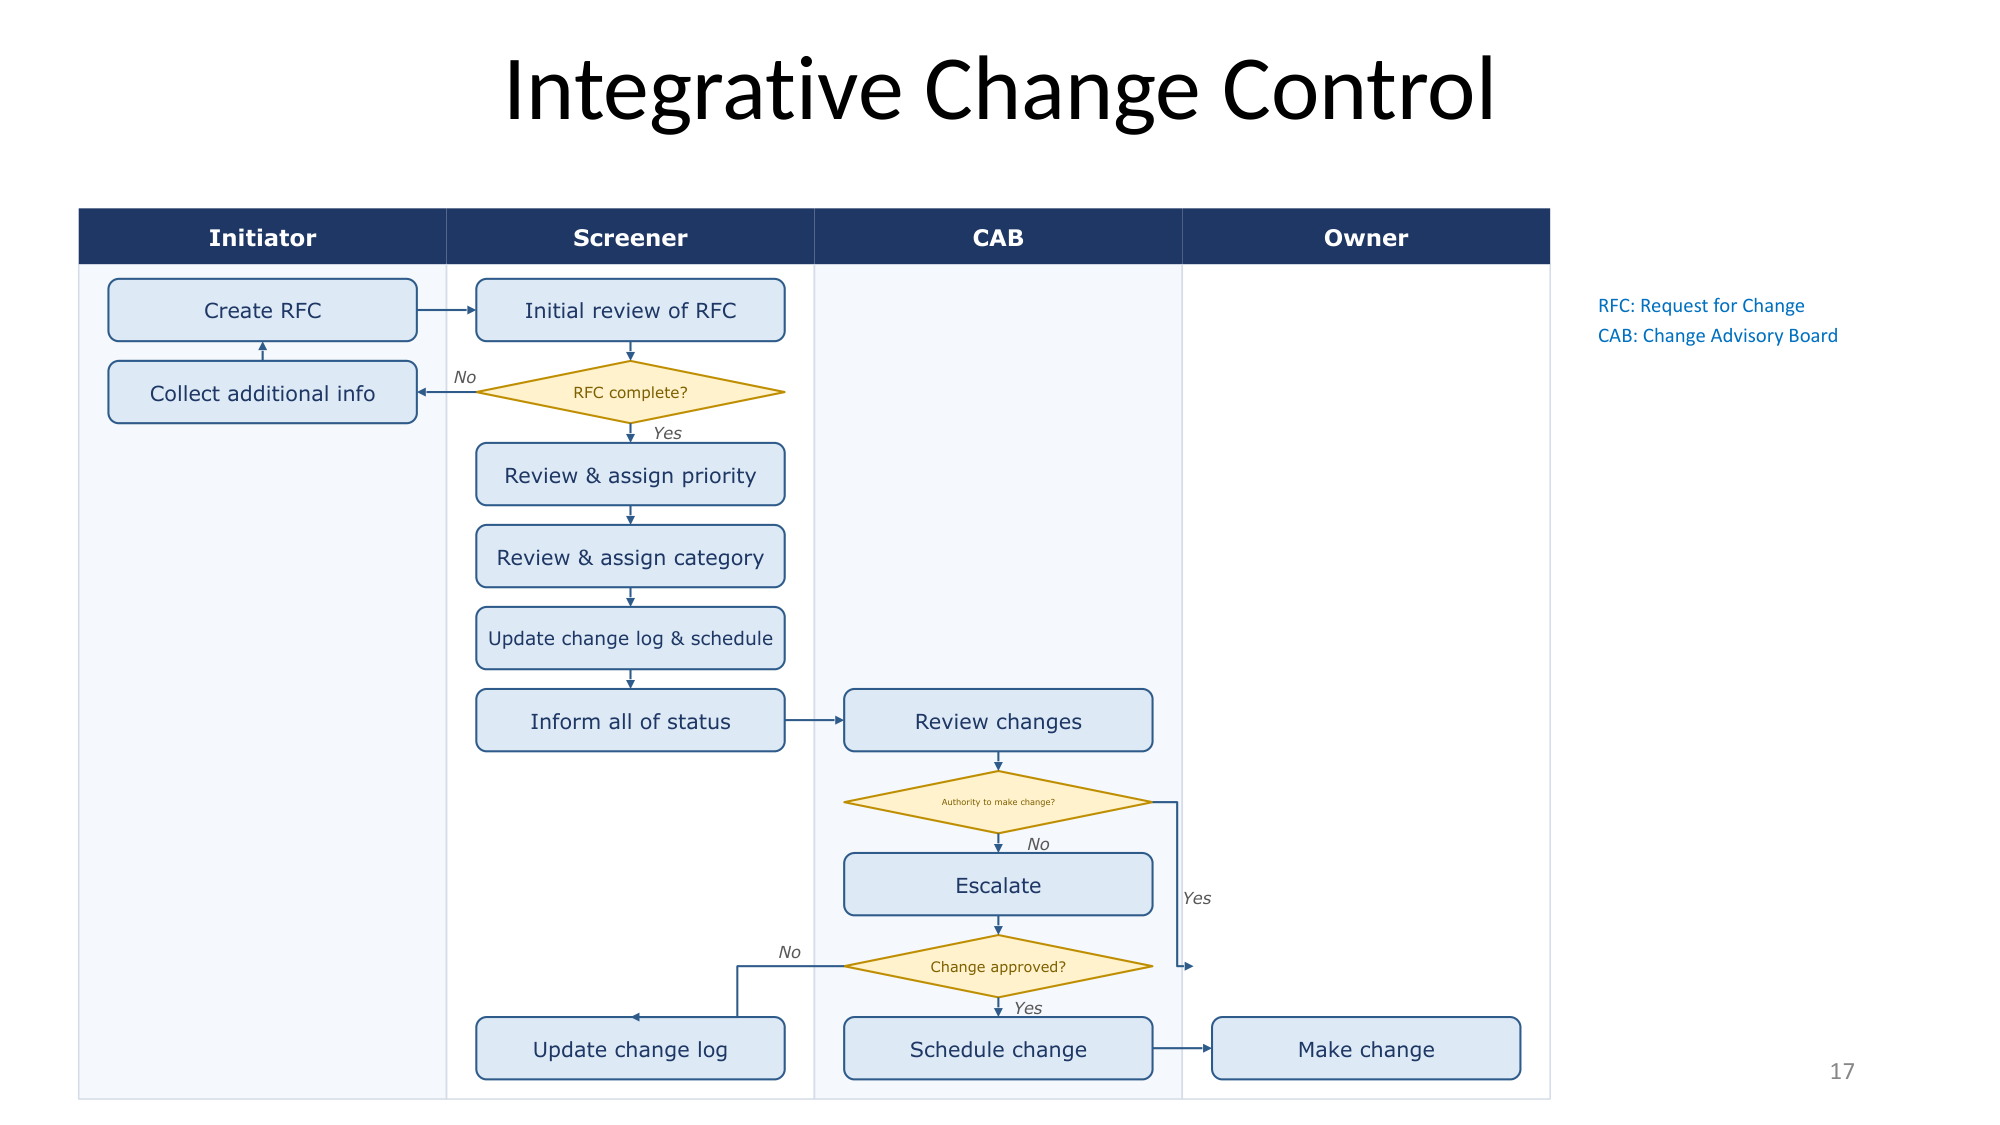 Integrative Change Control
Initiator
Screener
CAB
Owner
Create RFC
Initial review of RFC
RFC: Request for Change
CAB: Change Advisory Board
Collect additional info
No
RFC complete?
Yes
Review & assign priority
Review & assign category
Update change log & schedule
Inform all of status
Review changes
Authority to make change?
No
Escalate
Yes
No
Change approved?
Yes
Update change log
Schedule change
Make change
17